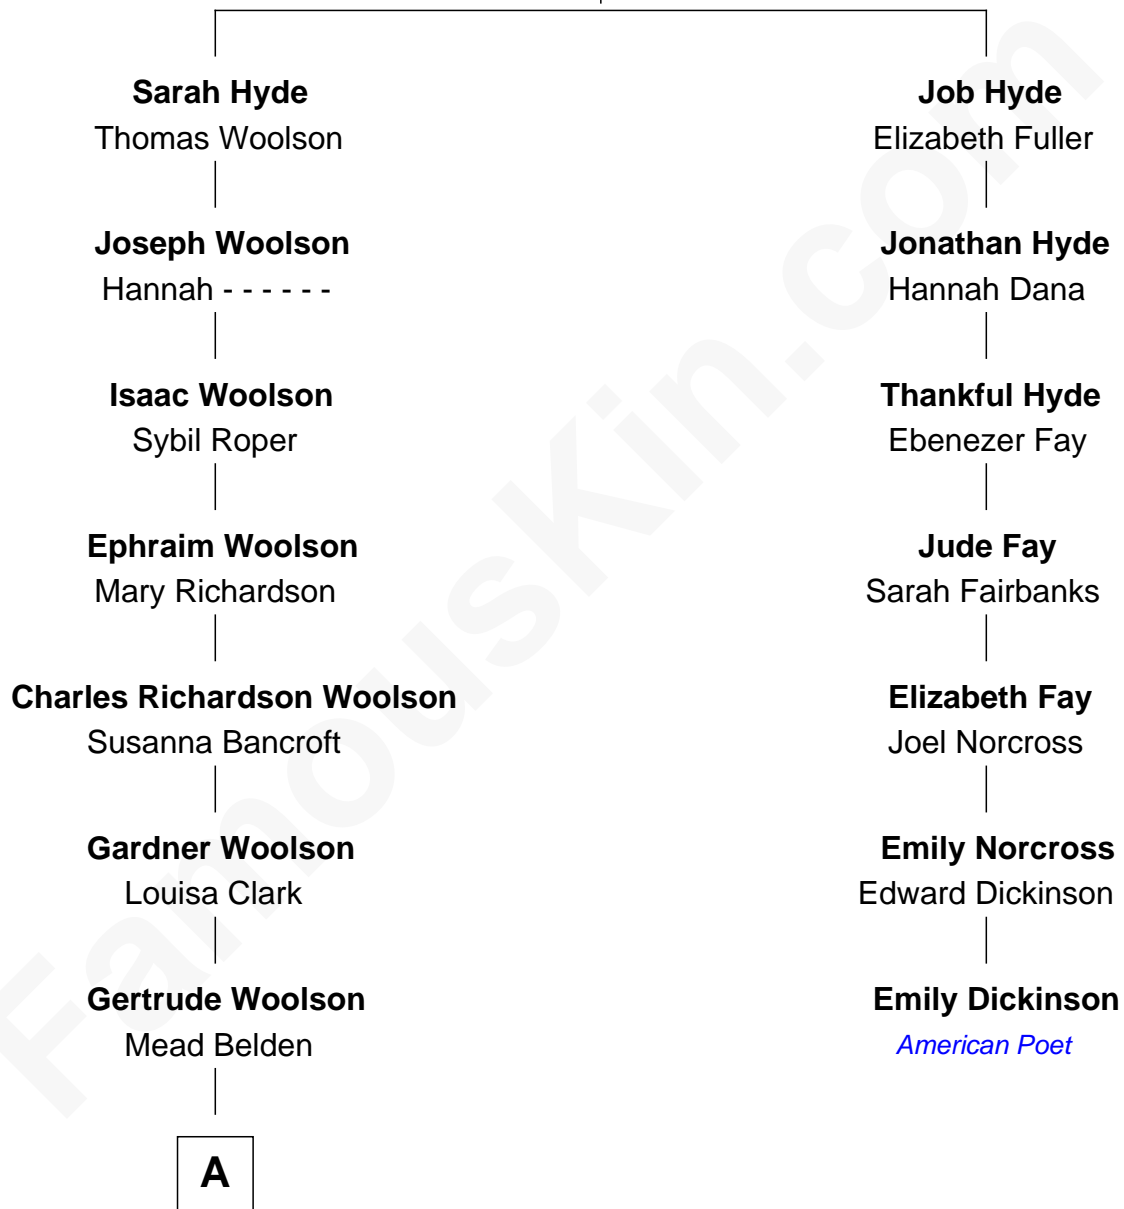 Sarah Hyde
Thomas Woolson
Joseph Woolson
Hannah - - - - - -
Isaac Woolson
Sybil Roper
Ephraim Woolson
Mary Richardson
Charles Richardson Woolson
Susanna Bancroft
Gardner Woolson
Louisa Clark
Gertrude Woolson
Mead Belden
A
Job Hyde
Elizabeth Fuller
Jonathan Hyde
Hannah Dana
Thankful Hyde
Ebenezer Fay
Jude Fay
Sarah Fairbanks
Elizabeth Fay
Joel Norcross
Emily Norcross
Edward Dickinson
Emily Dickinson
American Poet
FamousKin.com